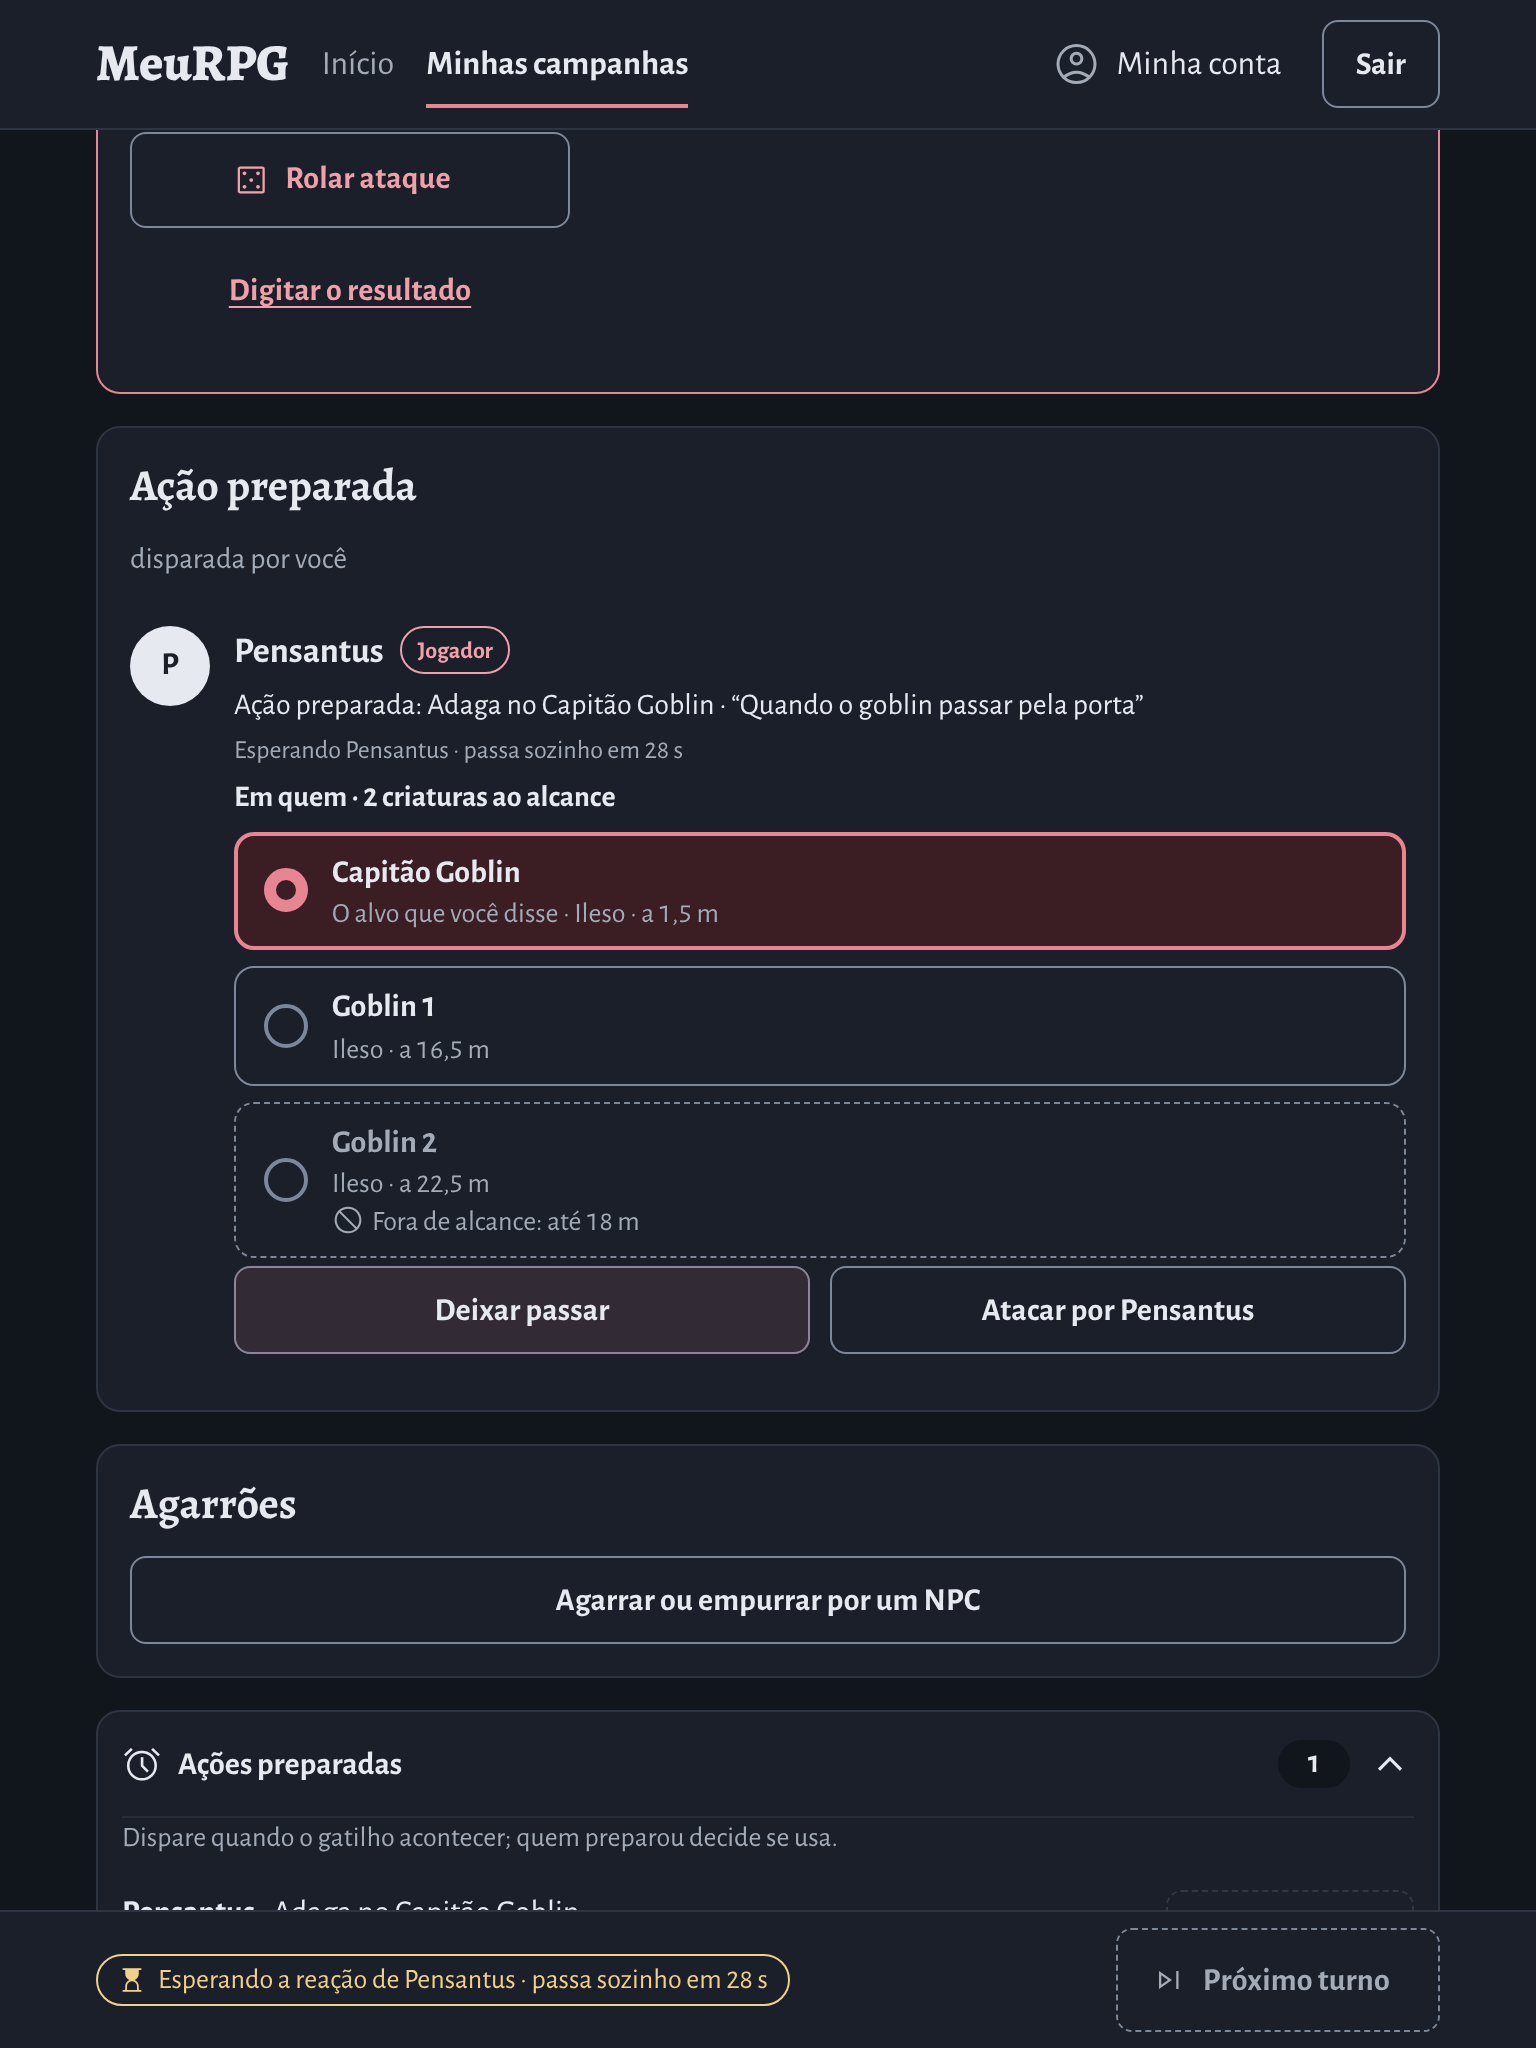 MeuRPG Início Minhas campanhas Minha conta Sair
Rolar ataque
Digitar o resultado
Ação preparada
disparada por você
P Pensantus Jogador
Ação preparada: Adaga no Capitão Goblin · “Quando o goblin passar pela porta”
Esperando Pensantus · passa sozinho em 28 s
Em quem · 2 criaturas ao alcance
Capitão Goblin
O alvo que você disse · Ileso · a 1,5 m
Goblin 1
Ileso · a 16,5 m
Goblin 2
Ileso · a 22,5 m
Fora de alcance: até 18 m
Deixar passar Atacar por Pensantus
Agarrões
Agarrar ou empurrar por um NPC
Ações preparadas 1
Dispare quando o gatilho acontecer; quem preparou decide se usa.
Pensantus Adaga no Capitão Goblin
Esperando a reação de Pensantus · passa sozinho em 28 s Próximo turno